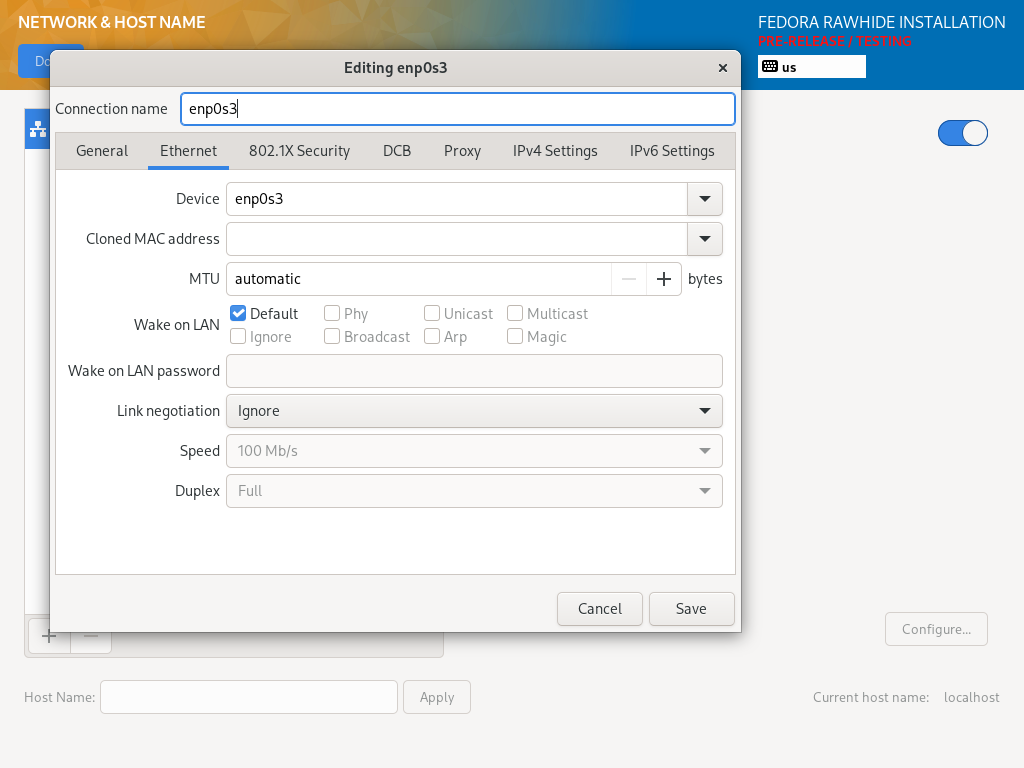 NETWORK & HOST NAME
FEDORA RAWHIDE INSTALLATION
PRE-RELEASE / TESTING
us
Editing enp0s3
Connection name enp0s3
General Ethernet 802.1X Security DCB Proxy IPv4 Settings IPv6 Settings
Device enp0s3
Cloned MAC address
MTU automatic bytes
Wake on LAN
Default Phy Unicast Multicast
Ignore Broadcast Arp Magic
Wake on LAN password
Link negotiation Ignore
Speed 100 Mb/s
Duplex Full
Cancel Save
Configure...
Host Name: Apply Current host name: localhost